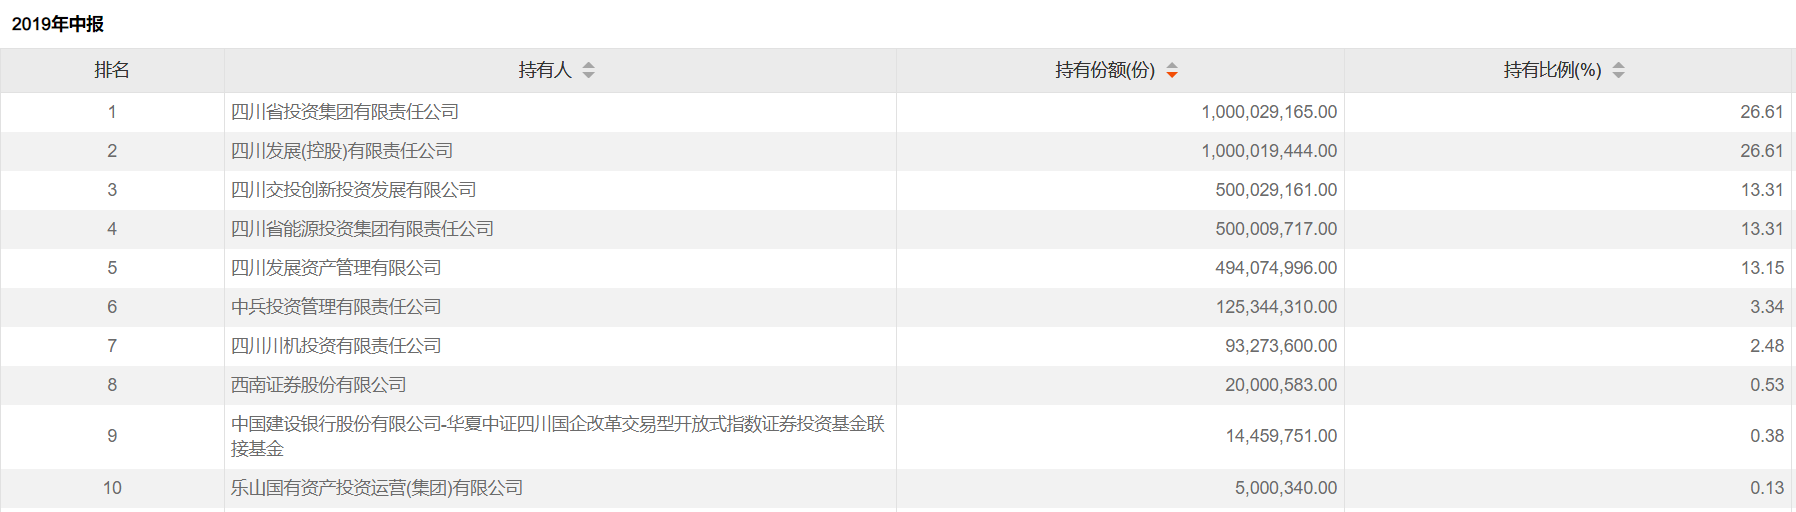 2019年中报
排名 持有人 持有份额(份) 持有比例(%)
1 四川省投资集团有限责任公司 1,000,029,165.00 26.61
2 四川发展(控股)有限责任公司 1,000,019,444.00 26.61
3 四川交投创新投资发展有限公司 500,029,161.00 13.31
4 四川省能源投资集团有限责任公司 500,009,717.00 13.31
5 四川发展资产管理有限公司 494,074,996.00 13.15
6 中兵投资管理有限责任公司 125,344,310.00 3.34
7 四川川机投资有限责任公司 93,273,600.00 2.48
8 西南证券股份有限公司 20,000,583.00 0.53
9 中国建设银行股份有限公司-华夏中证四川国企改革交易型开放式指数证券投资基金联 14,459,751.00 0.38
接基金
10 乐山国有资产投资运营(集团)有限公司 5,000,340.00 0.13